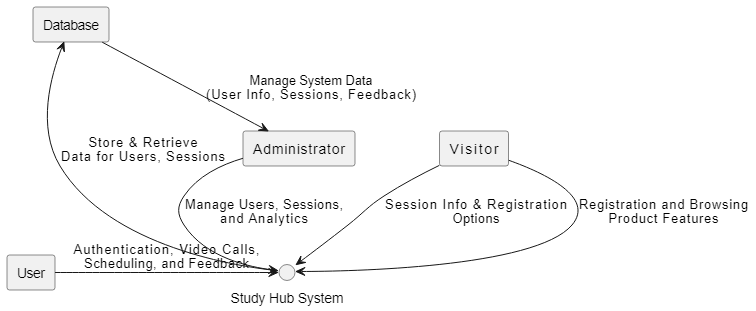 Database
Manage System Data
(User Info, Sessions, Feedback)
Store & Retrieve
Data for Users, Sessions
Administrator
Visitor
Manage Users, Sessions,
and Analytics
Session Info & Registration
Options
Registration and Browsing
Product Features
Authentication, Video Calls,
Scheduling, and Feedback
User
Study Hub System